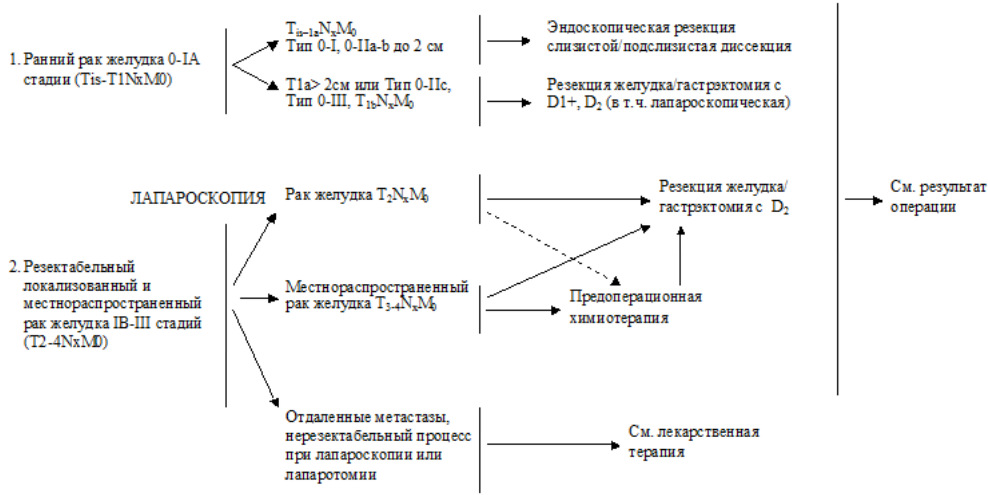 1. Ранний рак желудка 0-IA
стадии (Tis-T1NxM0)
Tis-1aNxM0
Тип 0-I, 0-IIa-b до 2 см
Эндоскопическая резекция
слизистой/подслизистая диссекция
T1a> 2см или Тип 0-IIc,
Тип 0-III, T1bNxM0
Резекция желудка/гастрэктомия с
D1+, D2 (в т.ч. лапароскопическая)
ЛАПАРОСКОПИЯ
Рак желудка T2NxM0
Резекция желудка/
гастрэктомия с D2
См. результат
операции
2. Резектабельный
локализованный и
местнораспространенный
рак желудка IB-III стадий
(T2-4NxM0)
Местнораспространенный
рак желудка T3-4NxM0
Предоперационная
химиотерапия
Отдаленные метастазы,
нерезектабельный процесс
при лапароскопии или
лапаротомии
См. лекарственная
терапия